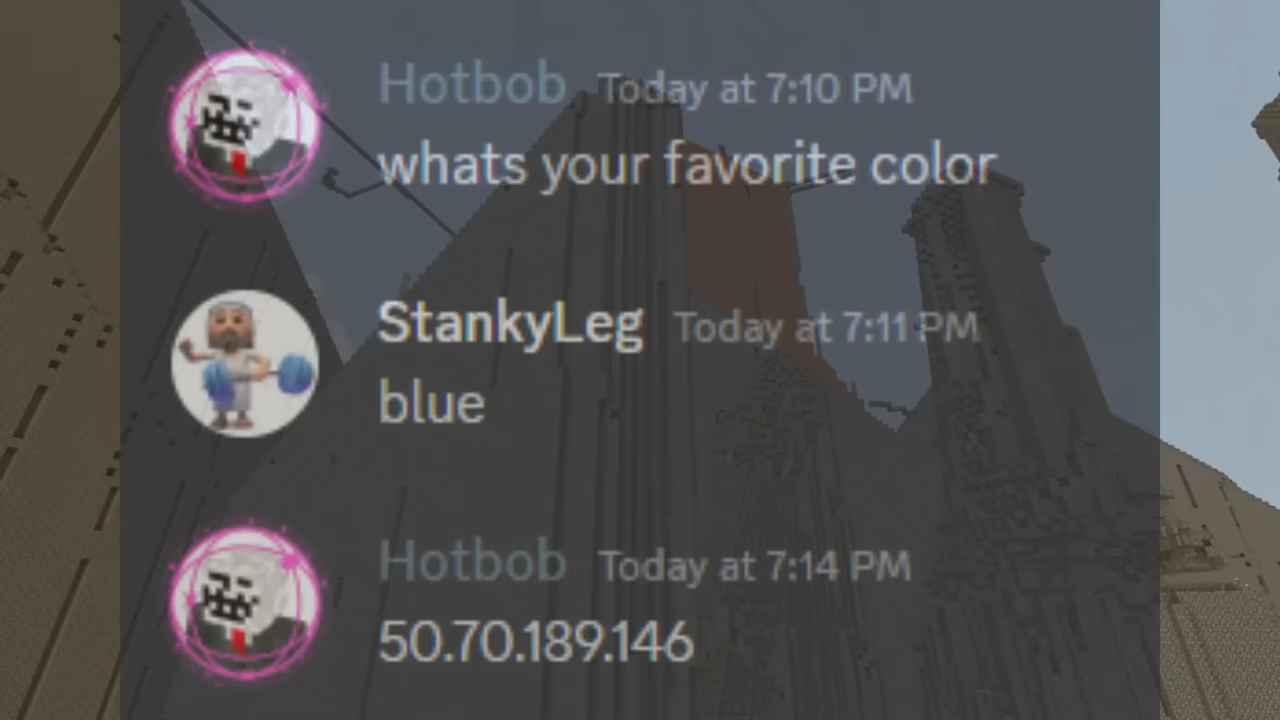 Hotbob Today at 7:10 PM
whats your favorite color
StankyLeg Today at 7:11 PM
blue
Hotbob Today at 7:14 PM
50.70.189.146